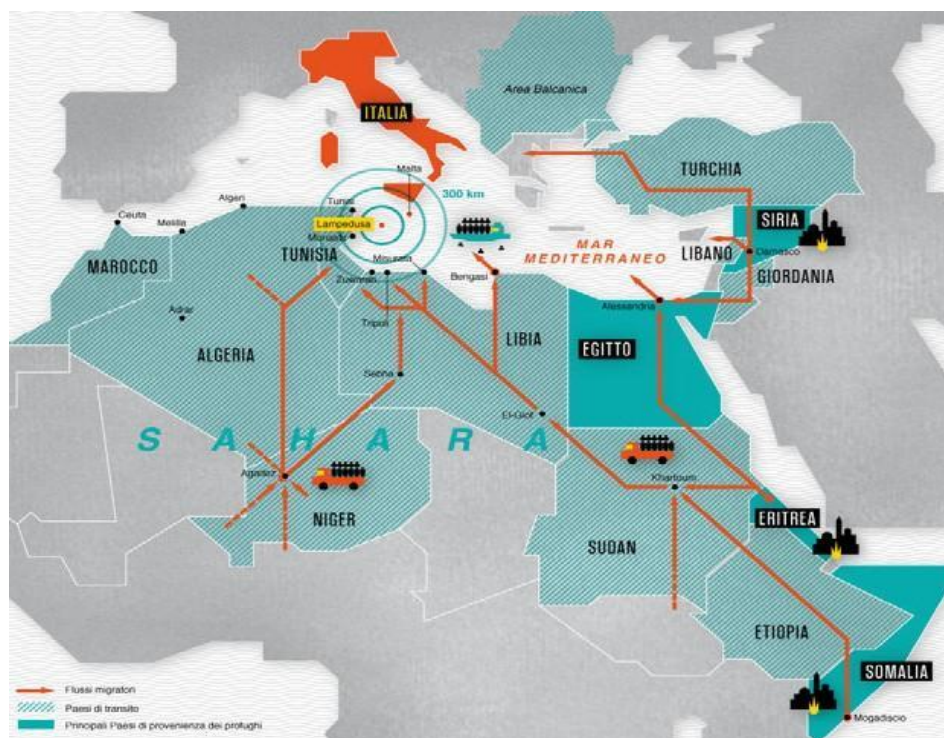 Area Balcanica
ITALIA
TURCHIA
Malta
300 km
Ceuta
Melilla
Algeri
Tunisi
Lampedusa
Monastir
SIRIA
MAR
MEDITERRANEO
LIBANO
Damasco
GIORDANIA
MAROCCO
TUNISIA
Misurata
Zuwarah
Bengasi
Alessandria
Adrar
Tripoli
LIBIA
EGITTO
ALGERIA
Sebha
El-Giof
SAHARA
Agadez
Khartoum
NIGER
ERITREA
SUDAN
ETIOPIA
SOMALIA
Mogadiscio
Flussi migratori
Paesi di transito
Principali Paesi di provenienza dei profughi